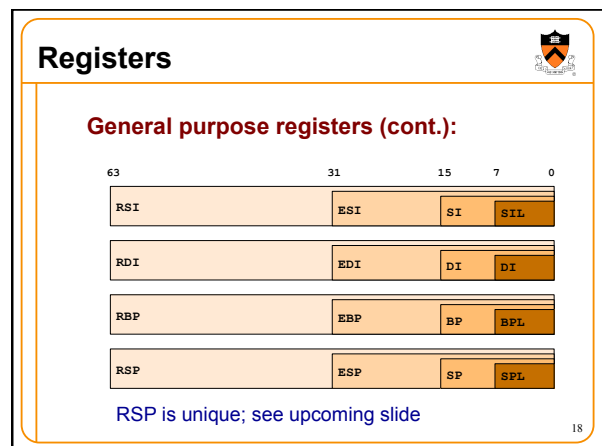 Registers
General purpose registers (cont.):
63 31 15 7 0
RSI ESI SI SIL
RDI EDI DI DI
RBP EBP BP BPL
RSP ESP SP SPL
RSP is unique; see upcoming slide
18